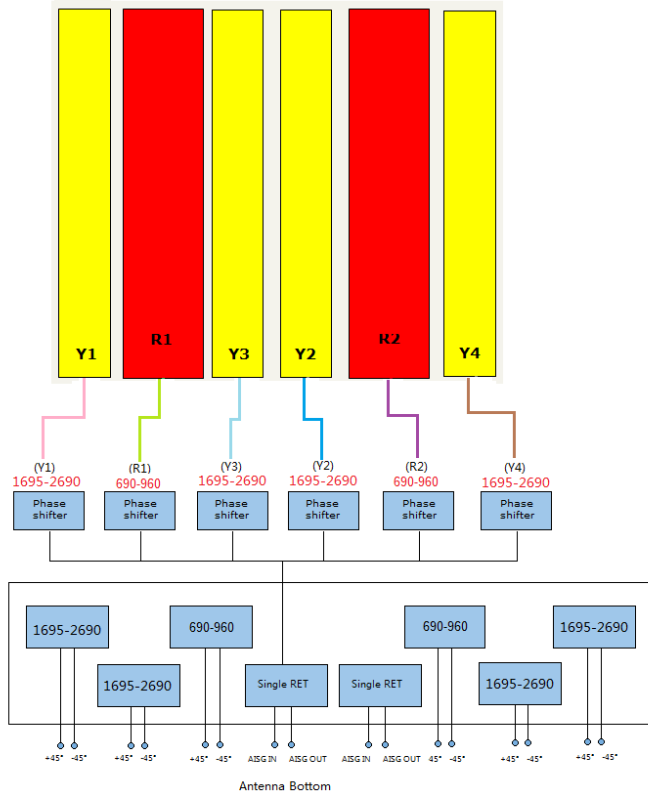 Y1 R1 Y3 Y2 R2 Y4
(Y1) (R1) (Y3) (Y2) (R2) (Y4)
1695-2690 690-960 1695-2690 1695-2690 690-960 1695-2690
Phase shifter
Phase shifter
Phase shifter
Phase shifter
Phase shifter
Phase shifter
1695-2690 690-960 690-960 1695-2690
1695-2690 Single RET Single RET 1695-2690
+45° -45° +45° -45° +45° -45° AISG IN AISG OUT AISG IN AISG OUT 45° -45° +45° -45° +45° -45°
Antenna Bottom